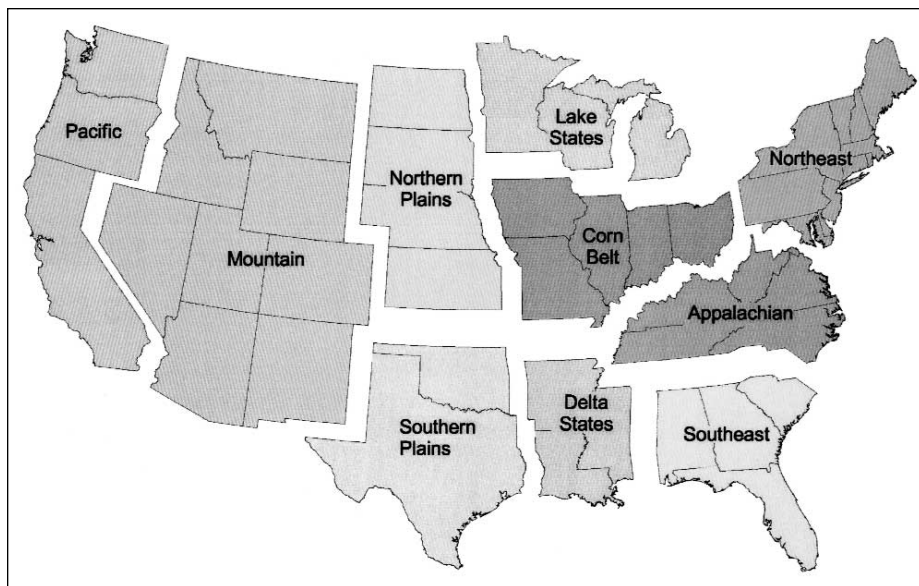 Pacific
Mountain
Northern
Plains
Lake
States
Corn
Belt
Northeast
Appalachian
Southern
Plains
Delta
States
Southeast